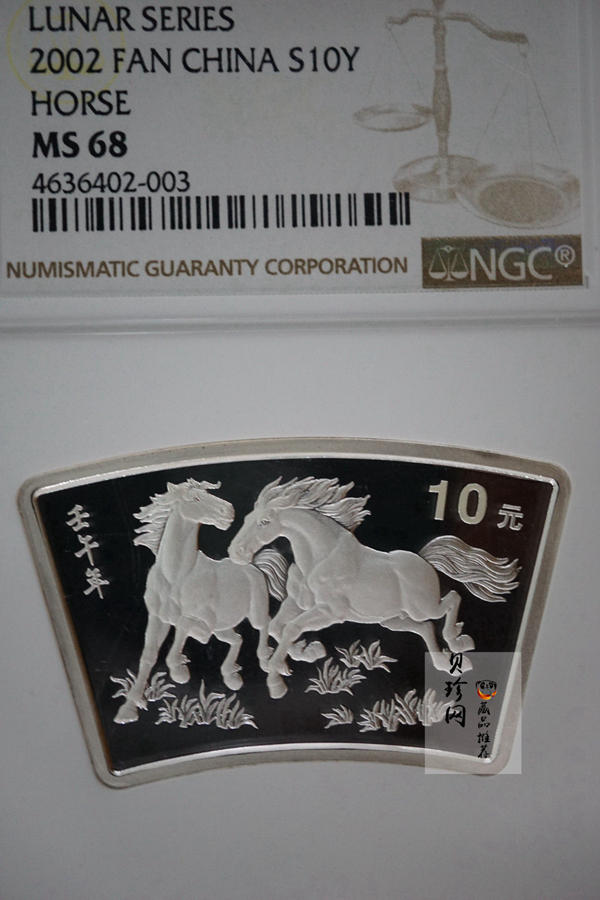 LUNAR SERIES
2002 FAN CHINA S10Y
HORSE
MS 68
4636402-003
NUMISMATIC GUARANTY CORPORATION
NGC®
10元
壬午年
贝珍网
藏品推荐